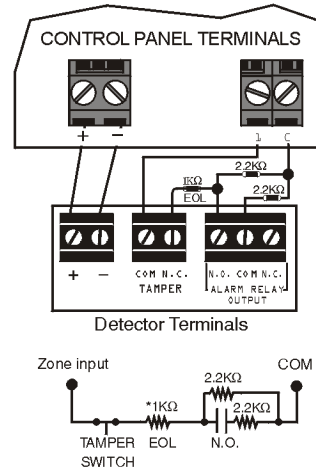 CONTROL PANEL TERMINALS
+ − 1 C
2.2KΩ
1KΩ 2.2KΩ
EOL
+ − COM N.C. N.O. COM N.C.
TAMPER ALARM RELAY
OUTPUT
Detector Terminals
Zone input COM
2.2KΩ
*1KΩ 2.2KΩ
TAMPER EOL N.O.
SWITCH